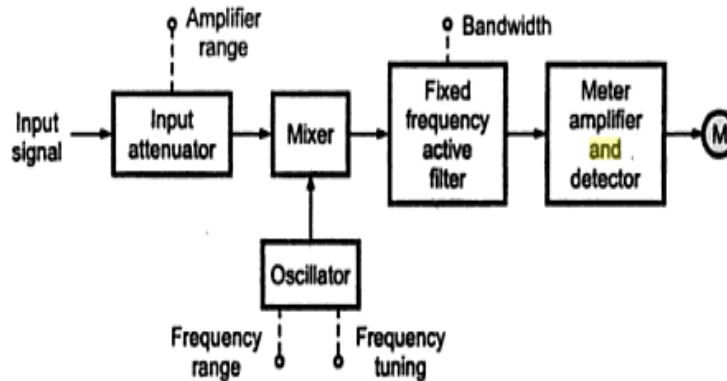 Amplifier
range
Bandwidth
Input
signal
Input
attenuator
Mixer
Fixed
frequency
active
filter
Meter
amplifier
and
detector
M
Oscillator
Frequency
range
Frequency
tuning